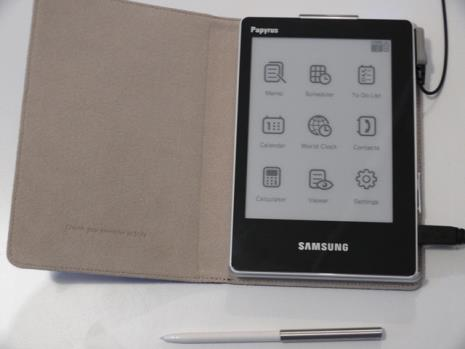 Papyrus
Memo
Scheduler
To Do List
Calendar
World Clock
Contacts
Calculator
Viewer
Settings
SAMSUNG